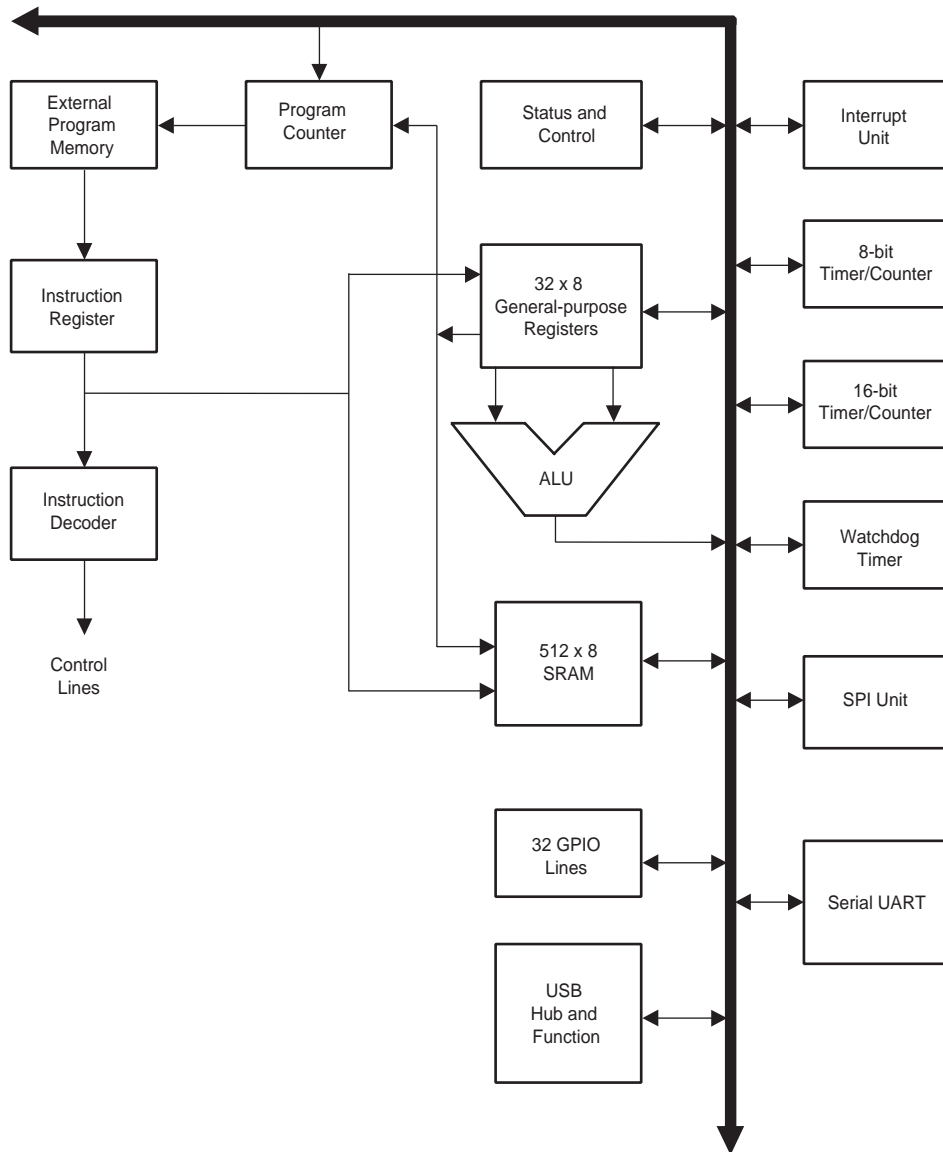 External
Program
Memory
Program
Counter
Status and
Control
Interrupt
Unit
Instruction
Register
32 x 8
General-purpose
Registers
8-bit
Timer/Counter
16-bit
Timer/Counter
Instruction
Decoder
ALU
Watchdog
Timer
Control
Lines
512 x 8
SRAM
SPI Unit
32 GPIO
Lines
Serial UART
USB
Hub and
Function